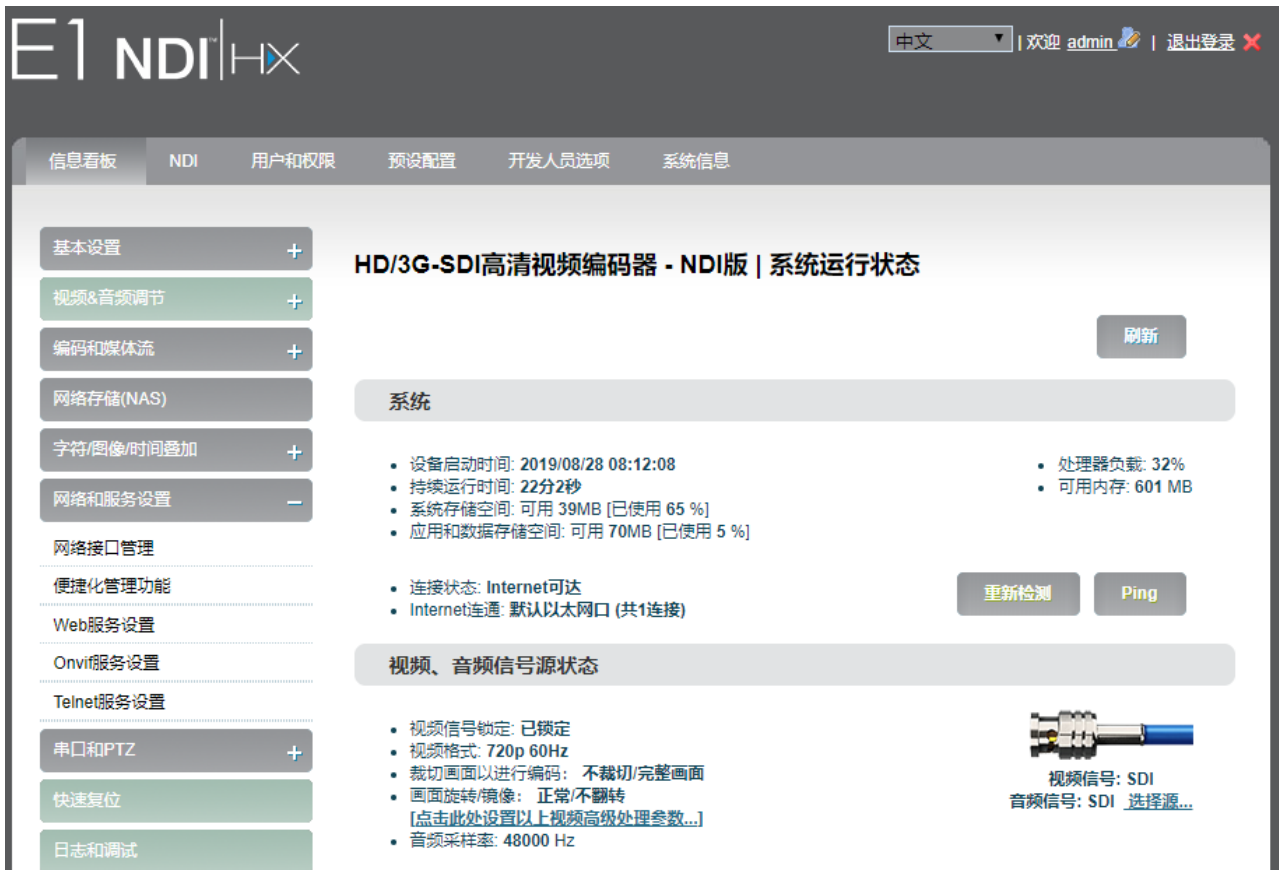 E1 NDI™ HX
中文 | 欢迎 admin | 退出登录
信息看板 NDI 用户和权限 预设配置 开发人员选项 系统信息
基本设置 +
视频&音频调节 +
编码和媒体流 +
网络存储(NAS)
字符/图像/时间叠加 +
网络和服务设置 −
网络接口管理
便捷化管理功能
Web服务设置
Onvif服务设置
Telnet服务设置
串口和PTZ +
快速复位
日志和调试
HD/3G-SDI高清视频编码器 - NDI版 | 系统运行状态
刷新
系统
• 设备启动时间: 2019/08/28 08:12:08
• 持续运行时间: 22分2秒
• 系统存储空间: 可用 39MB [已使用 65 %]
• 应用和数据存储空间: 可用 70MB [已使用 5 %]
• 处理器负载: 32%
• 可用内存: 601 MB
• 连接状态: Internet可达
• Internet连通: 默认以太网口 (共1连接)
重新检测 Ping
视频、音频信号源状态
• 视频信号锁定: 已锁定
• 视频格式: 720p 60Hz
• 裁切画面以进行编码： 不裁切/完整画面
• 画面旋转/镜像： 正常/不翻转
[点击此处设置以上视频高级处理参数...]
• 音频采样率: 48000 Hz
视频信号: SDI
音频信号: SDI 选择源...